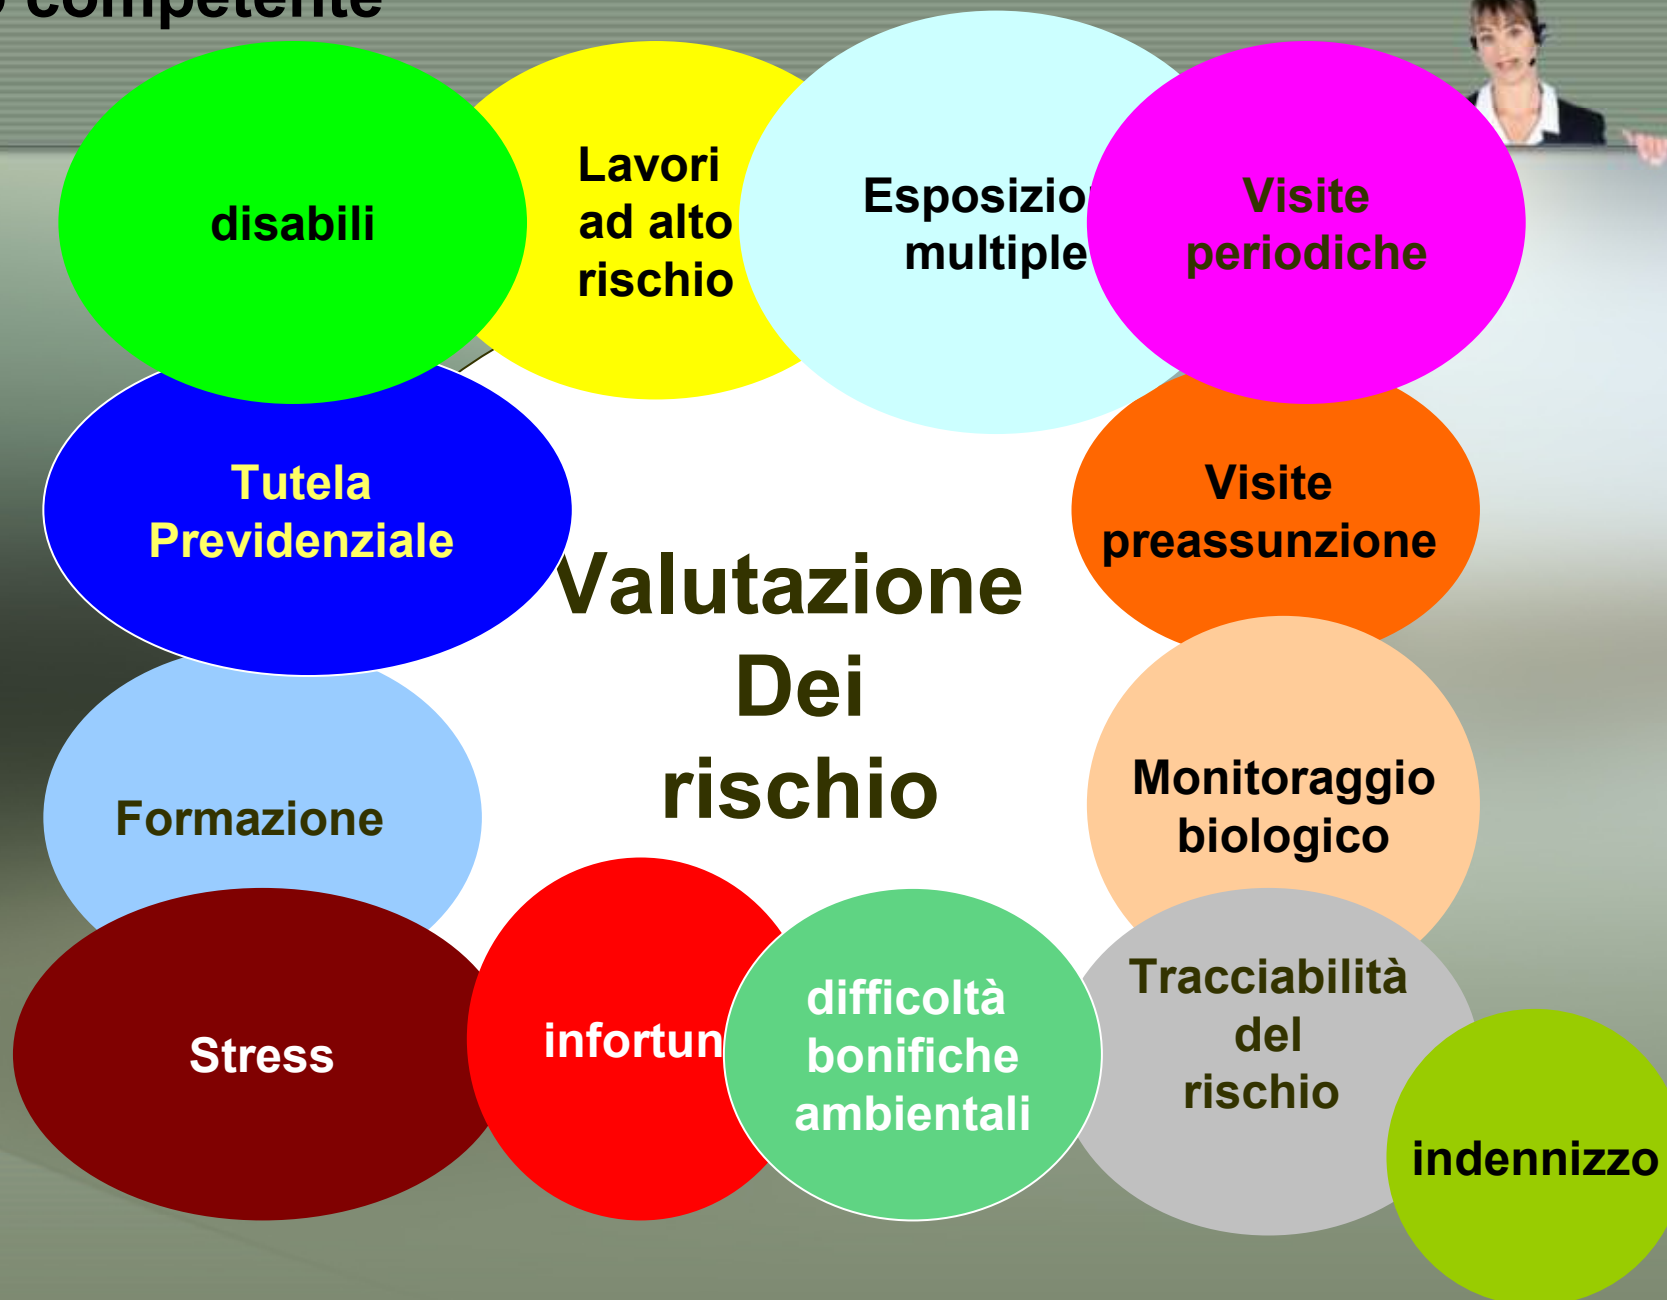 competente
disabili
Lavori
ad alto
rischio
Esposizio
multiple
Visite
periodiche
Tutela
Previdenziale
Visite
preassunzione
Valutazione
Dei
rischio
Formazione
Monitoraggio
biologico
Stress
infortun
difficoltà
bonifiche
ambientali
Tracciabilità
del
rischio
indennizzo